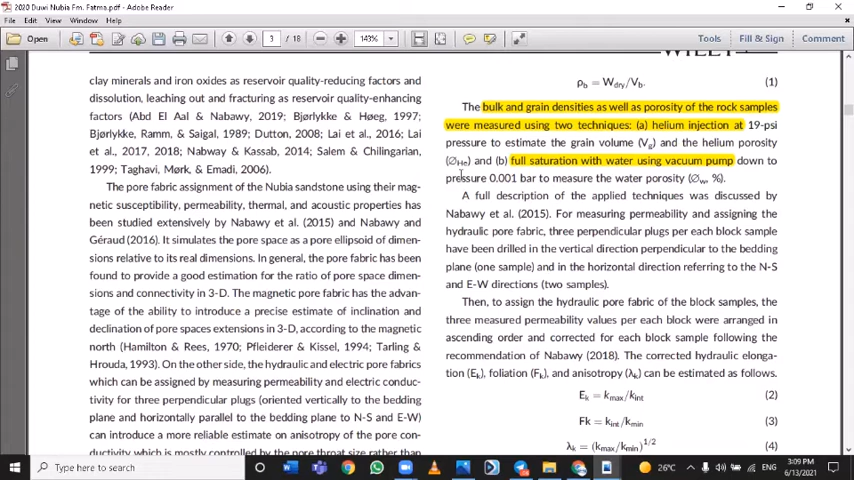 2020 Duwi Nubia Fm. Fatma.pdf - Adobe Reader
File Edit View Window Help
Open 3 / 18 143% Tools Fill & Sign Comment
clay minerals and iron oxides as reservoir quality-reducing factors and
dissolution, leaching out and fracturing as reservoir quality-enhancing
factors (Abd El Aal & Nabawy, 2019; Bjørlykke & Høeg, 1997;
Bjørlykke, Ramm, & Saigal, 1989; Dutton, 2008; Lai et al., 2016; Lai
et al., 2017, 2018; Nabway & Kassab, 2014; Salem & Chilingarian,
1999; Taghavi, Mørk, & Emadi, 2006).
The pore fabric assignment of the Nubia sandstone using their mag-
netic susceptibility, permeability, thermal, and acoustic properties has
been studied extensively by Nabawy et al. (2015) and Nabawy and
Géraud (2016). It simulates the pore space as a pore ellipsoid of dimen-
sions relative to its real dimensions. In general, the pore fabric has been
found to provide a good estimation for the ratio of pore space dimen-
sions and connectivity in 3-D. The magnetic pore fabric has the advan-
tage of the ability to introduce a precise estimate of inclination and
declination of pore spaces extensions in 3-D, according to the magnetic
north (Hamilton & Rees, 1970; Pfleiderer & Kissel, 1994; Tarling &
Hrouda, 1993). On the other side, the hydraulic and electric pore fabrics
which can be assigned by measuring permeability and electric conduc-
tivity for three perpendicular plugs (oriented vertically to the bedding
plane and horizontally parallel to the bedding plane to N-S and E-W)
can introduce a more reliable estimate on anisotropy of the pore con-
ductivity which is mostly controlled by the pore throat size rather than
WILEY
ρb = Wdry/Vb. (1)
The bulk and grain densities as well as porosity of the rock samples
were measured using two techniques: (a) helium injection at 19-psi
pressure to estimate the grain volume (Vg) and the helium porosity
(∅He) and (b) full saturation with water using vacuum pump down to
pressure 0.001 bar to measure the water porosity (∅w, %).
A full description of the applied techniques was discussed by
Nabawy et al. (2015). For measuring permeability and assigning the
hydraulic pore fabric, three perpendicular plugs per each block sample
have been drilled in the vertical direction perpendicular to the bedding
plane (one sample) and in the horizontal direction referring to the N-S
and E-W directions (two samples).
Then, to assign the hydraulic pore fabric of the block samples, the
three measured permeability values per each block were arranged in
ascending order and corrected for each block sample following the
recommendation of Nabawy (2018). The corrected hydraulic elonga-
tion (Ek), foliation (Fk), and anisotropy (λk) can be estimated as follows.
Ek = kmax/kint (2)
Fk = kint/kmin (3)
λk = (kmax/kmin)1/2 (4)
Type here to search 26°C ENG 3:09 PM
6/13/2021